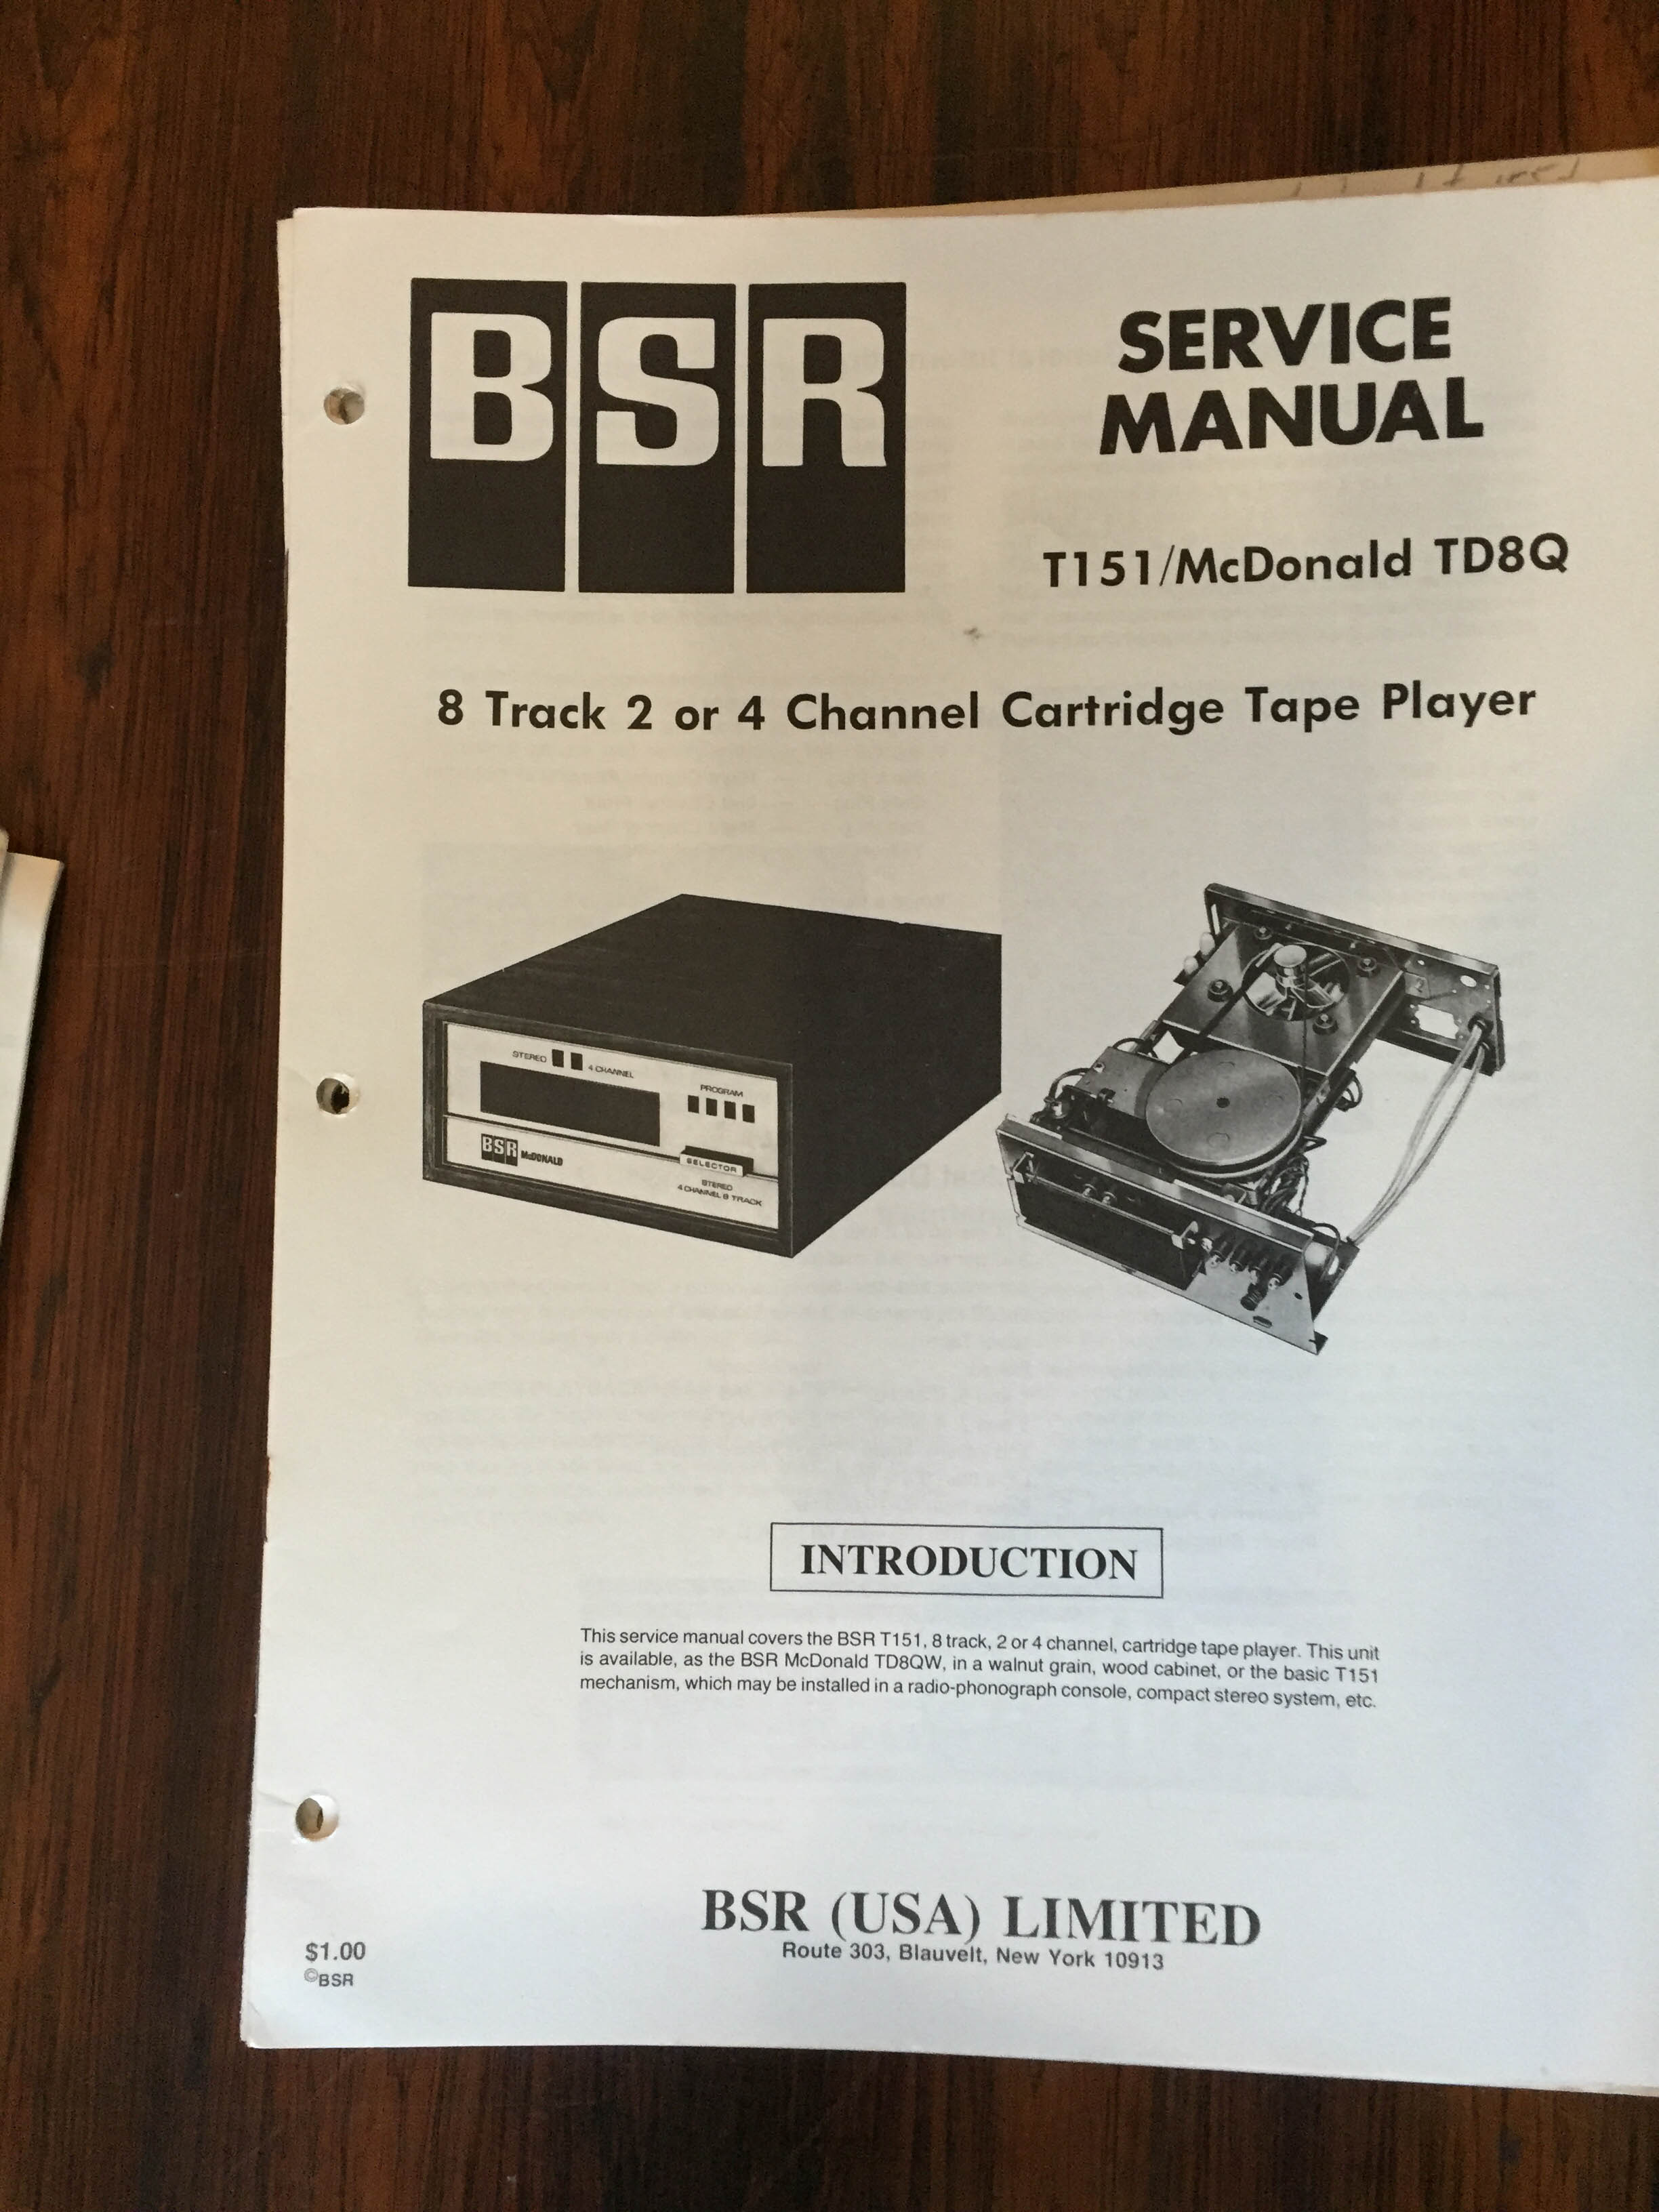 BSR
SERVICE
MANUAL
T151/McDonald TD8Q
8 Track 2 or 4 Channel Cartridge Tape Player
STEREO
4 CHANNEL
PROGRAM
BSR McDONALD
SELECTOR
STEREO
4 CHANNEL 8 TRACK
INTRODUCTION
This service manual covers the BSR T151, 8 track, 2 or 4 channel, cartridge tape player. This unit
is available, as the BSR McDonald TD8QW, in a walnut grain, wood cabinet, or the basic T151
mechanism, which may be installed in a radio-phonograph console, compact stereo system, etc.
BSR (USA) LIMITED
Route 303, Blauvelt, New York 10913
$1.00
©BSR